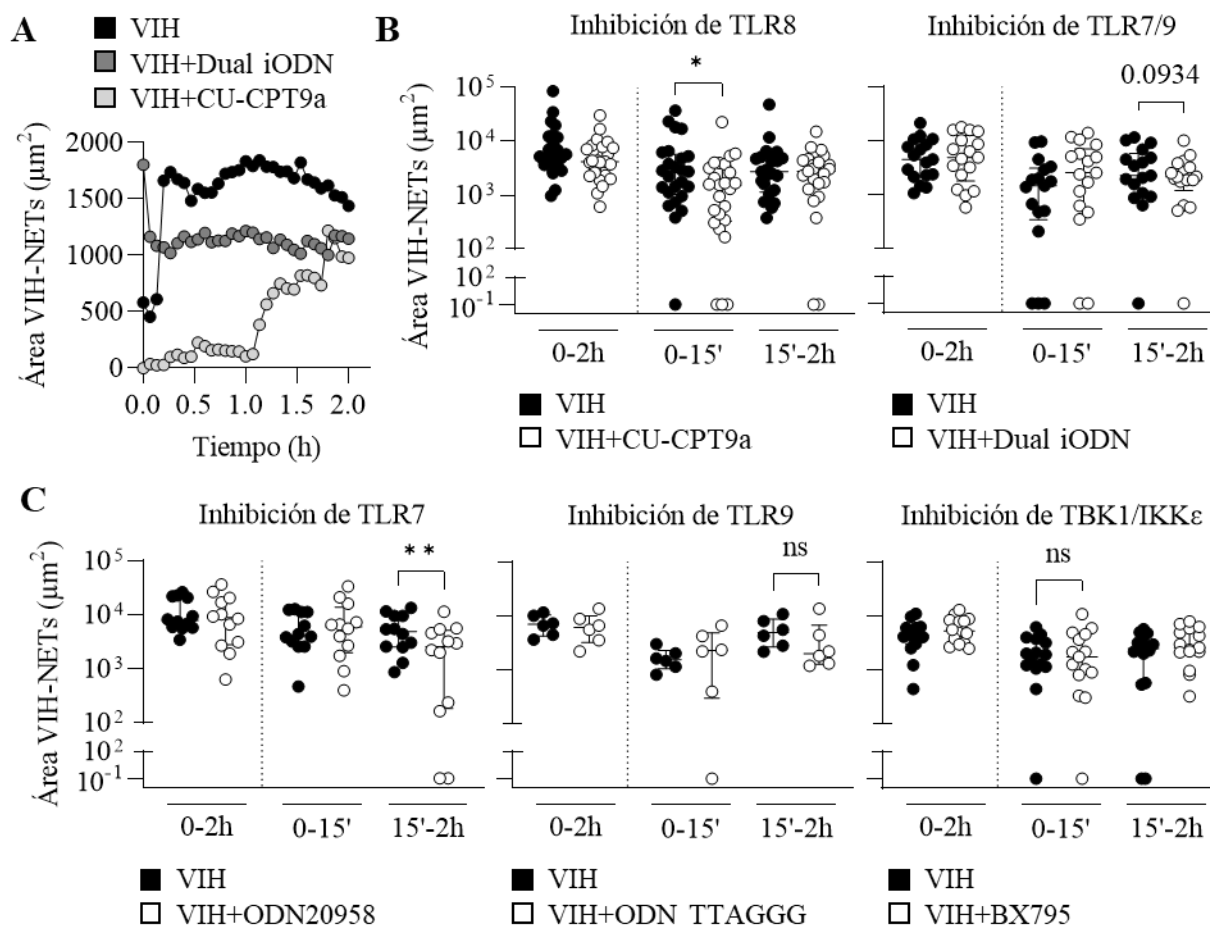 A
VIH
VIH+Dual iODN
VIH+CU-CPT9a
Área VIH-NETs (µm²)
2000
1500
1000
500
0
0.0 0.5 1.0 1.5 2.0
Tiempo (h)
B
Inhibición de TLR8
Inhibición de TLR7/9
*
0.0934
Área VIH-NETs (µm²)
10⁵
10⁴
10³
10²
10²
10⁻¹
0-2h 0-15' 15'-2h
0-2h 0-15' 15'-2h
VIH
VIH+CU-CPT9a
VIH
VIH+Dual iODN
C
Inhibición de TLR7
Inhibición de TLR9
Inhibición de TBK1/IKKε
**
ns
ns
Área VIH-NETs (µm²)
10⁵
10⁴
10³
10²
10²
10⁻¹
0-2h 0-15' 15'-2h
0-2h 0-15' 15'-2h
0-2h 0-15' 15'-2h
VIH
VIH+ODN20958
VIH
VIH+ODN TTAGGG
VIH
VIH+BX795